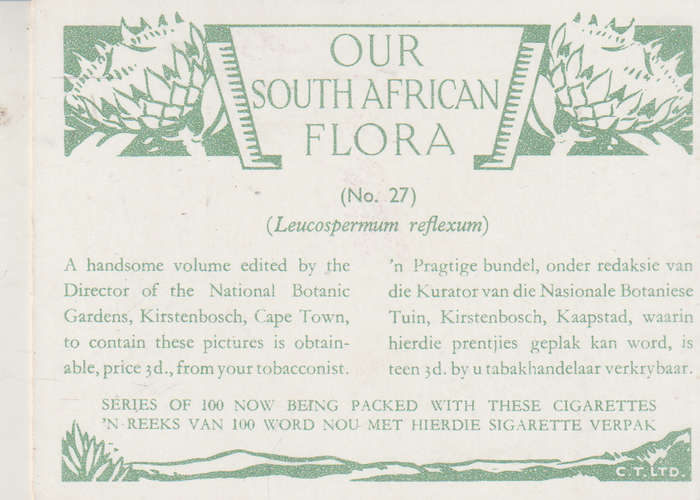 OUR
SOUTH AFRICAN
FLORA
(No. 27)
(Leucospermum reflexum)
A handsome volume edited by the
Director of the National Botanic
Gardens, Kirstenbosch, Cape Town,
to contain these pictures is obtain-
able, price 3d., from your tobacconist.
'n Pragtige bundel, onder redaksie van
die Kurator van die Nasionale Botaniese
Tuin, Kirstenbosch, Kaapstad, waarin
hierdie prentjies geplak kan word, is
teen 3d. by u tabakhandelaar verkrybaar.
SERIES OF 100 NOW BEING PACKED WITH THESE CIGARETTES
'N REEKS VAN 100 WORD NOU MET HIERDIE SIGARETTE VERPAK
C.T. LTD.